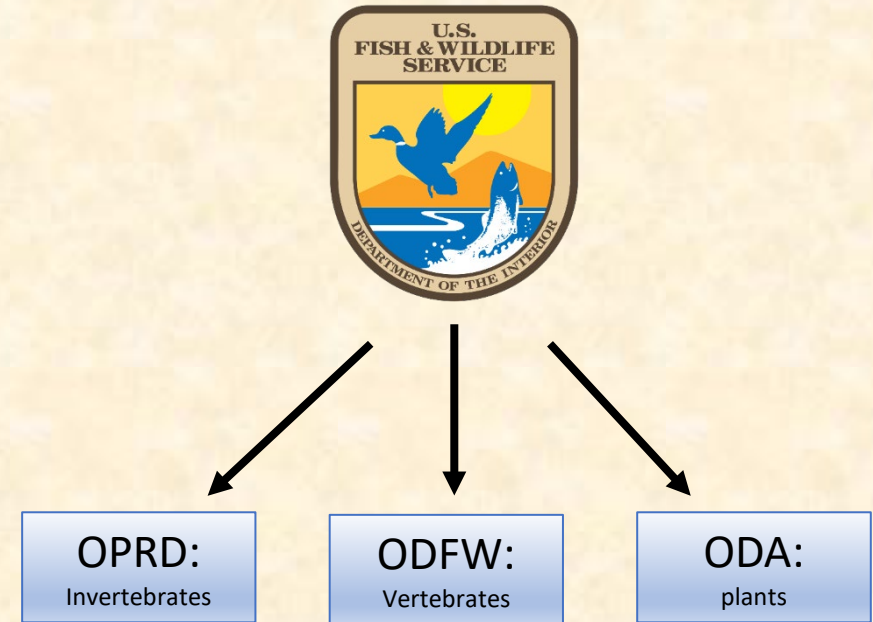 U.S.
FISH & WILDLIFE
SERVICE
DEPARTMENT OF THE INTERIOR
OPRD:
Invertebrates
ODFW:
Vertebrates
ODA:
plants